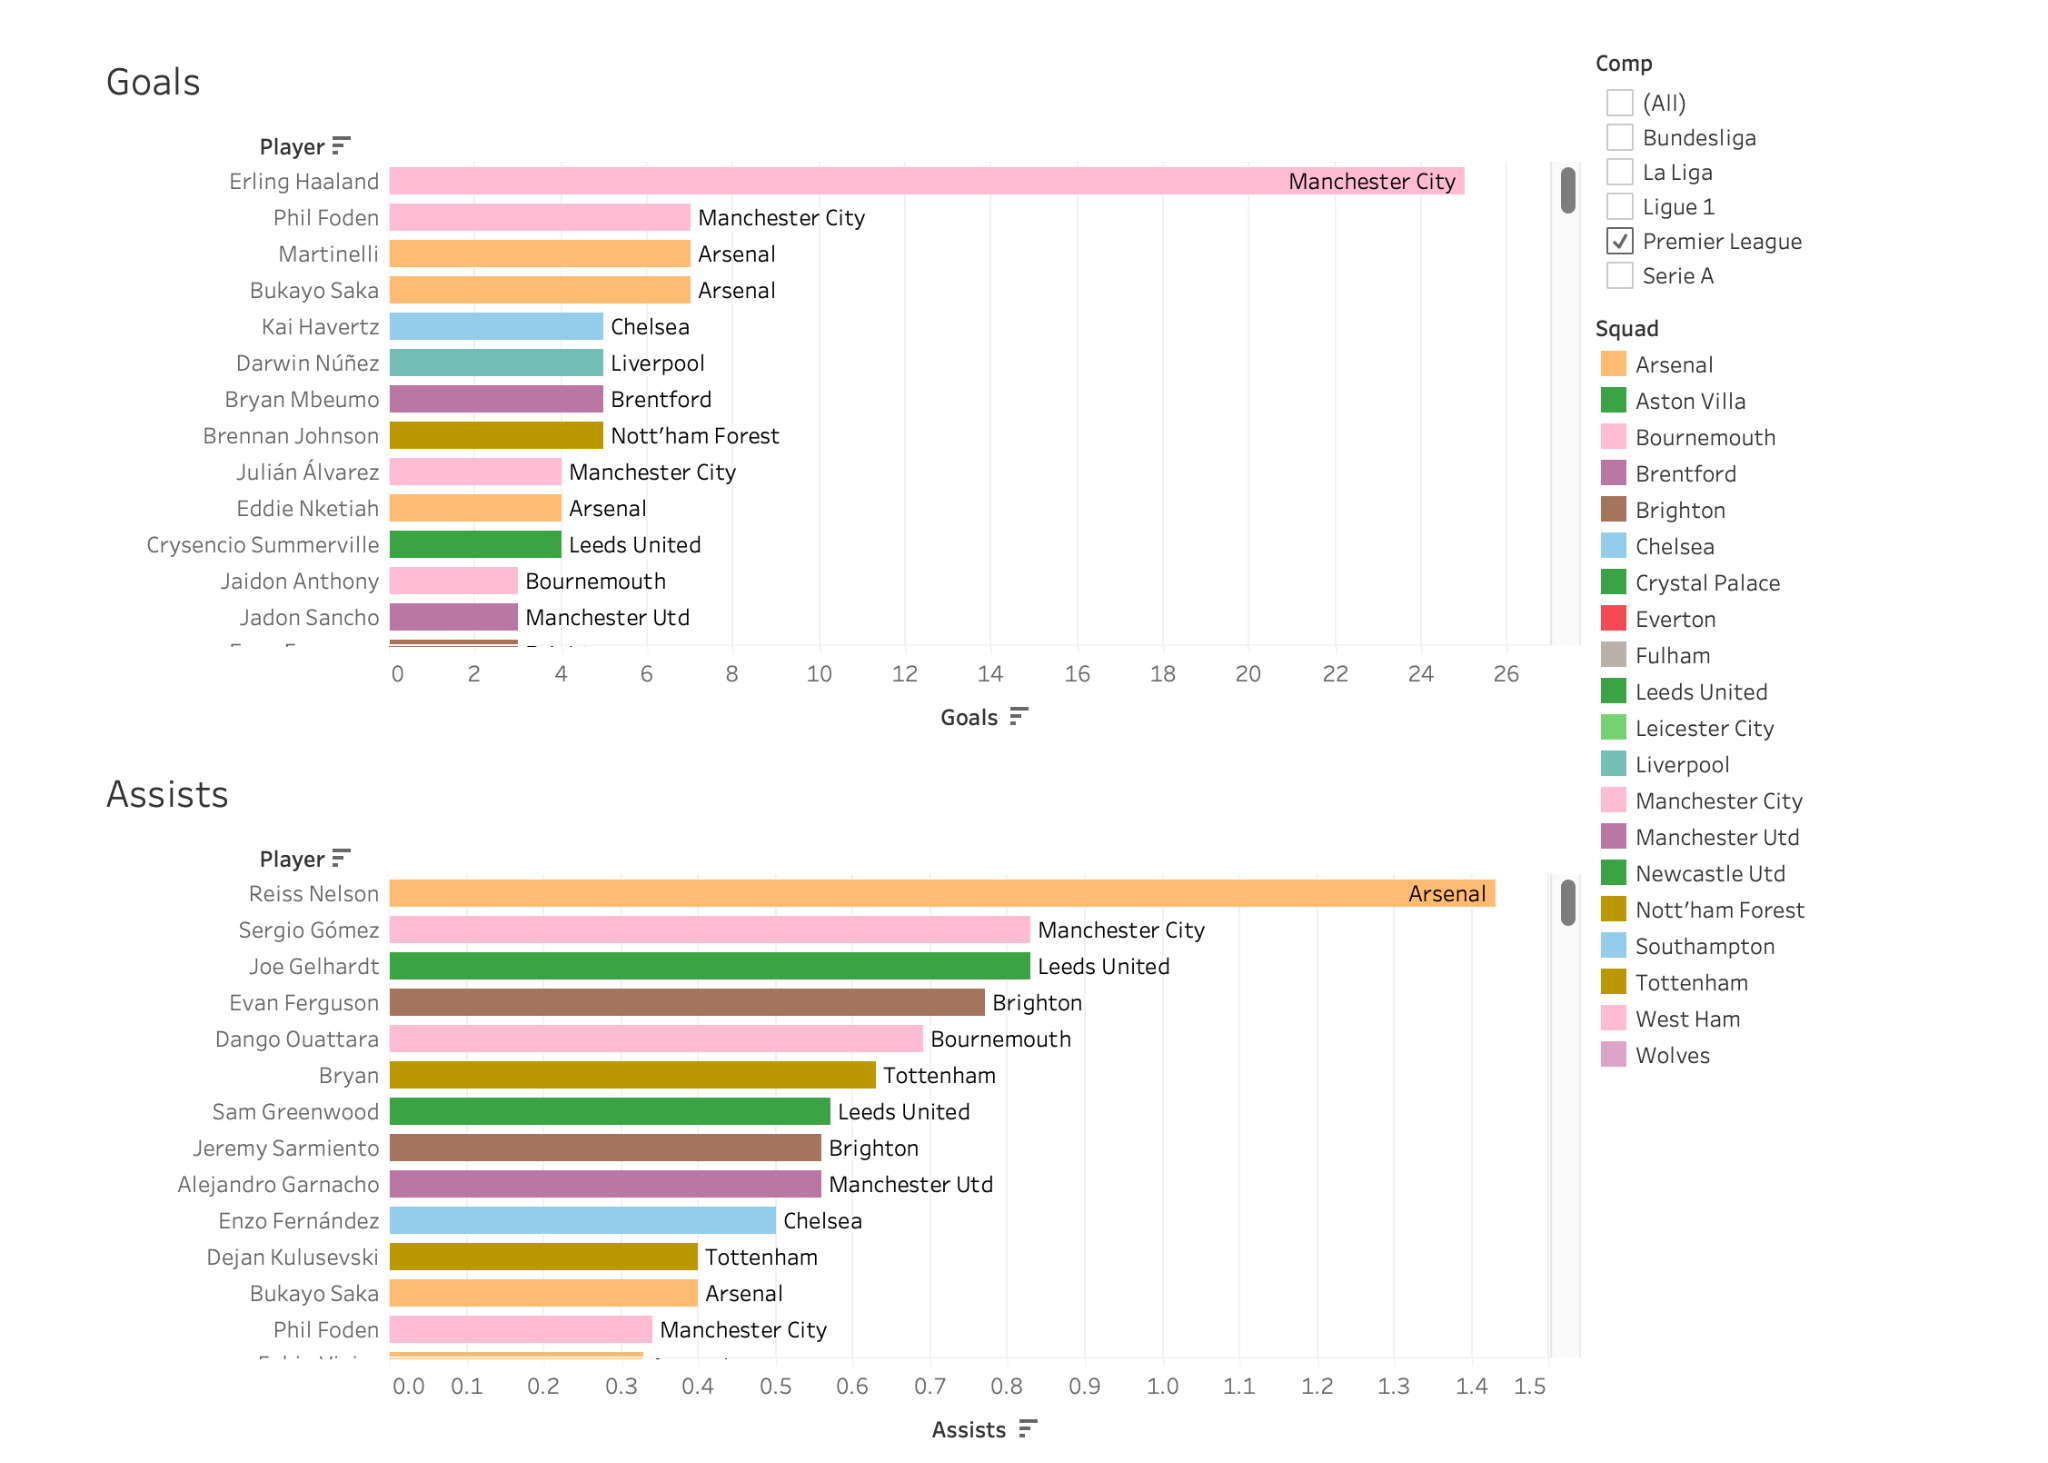 Goals
Player
Erling Haaland Manchester City
Phil Foden Manchester City
Martinelli Arsenal
Bukayo Saka Arsenal
Kai Havertz Chelsea
Darwin Núñez Liverpool
Bryan Mbeumo Brentford
Brennan Johnson Nott'ham Forest
Julián Álvarez Manchester City
Eddie Nketiah Arsenal
Crysencio Summerville Leeds United
Jaidon Anthony Bournemouth
Jadon Sancho Manchester Utd
0 2 4 6 8 10 12 14 16 18 20 22 24 26
Goals
Assists
Player
Reiss Nelson Arsenal
Sergio Gómez Manchester City
Joe Gelhardt Leeds United
Evan Ferguson Brighton
Dango Ouattara Bournemouth
Bryan Tottenham
Sam Greenwood Leeds United
Jeremy Sarmiento Brighton
Alejandro Garnacho Manchester Utd
Enzo Fernández Chelsea
Dejan Kulusevski Tottenham
Bukayo Saka Arsenal
Phil Foden Manchester City
0.0 0.1 0.2 0.3 0.4 0.5 0.6 0.7 0.8 0.9 1.0 1.1 1.2 1.3 1.4 1.5
Assists
Comp
(All)
Bundesliga
La Liga
Ligue 1
Premier League
Serie A
Squad
Arsenal
Aston Villa
Bournemouth
Brentford
Brighton
Chelsea
Crystal Palace
Everton
Fulham
Leeds United
Leicester City
Liverpool
Manchester City
Manchester Utd
Newcastle Utd
Nott'ham Forest
Southampton
Tottenham
West Ham
Wolves